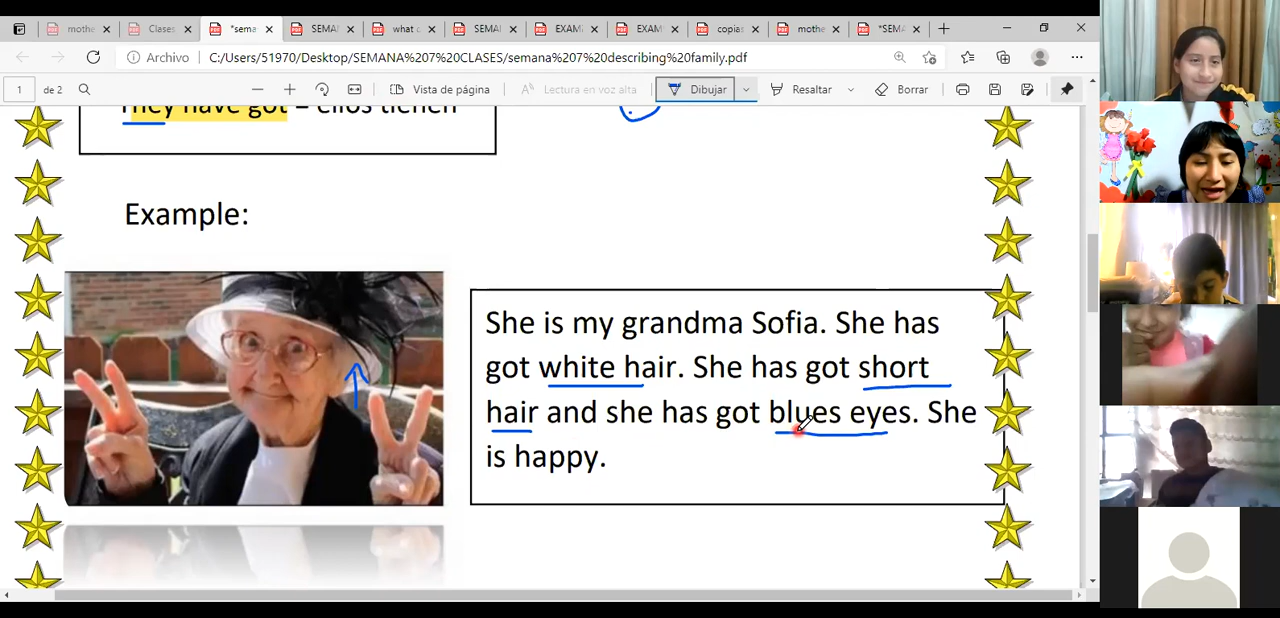 mothe
Clases
*sema
SEMAN
what c
SEMAN
EXAM
EXAM
copias
mothe
*SEMA
Archivo
C:/Users/51970/Desktop/SEMANA%207%20CLASES/semana%207%20describing%20family.pdf
1 de 2
Vista de página
Lectura en voz alta
Dibujar
Resaltar
Borrar
They have got = ellos tienen
Example:
She is my grandma Sofia. She has
got white hair. She has got short
hair and she has got blues eyes. She
is happy.